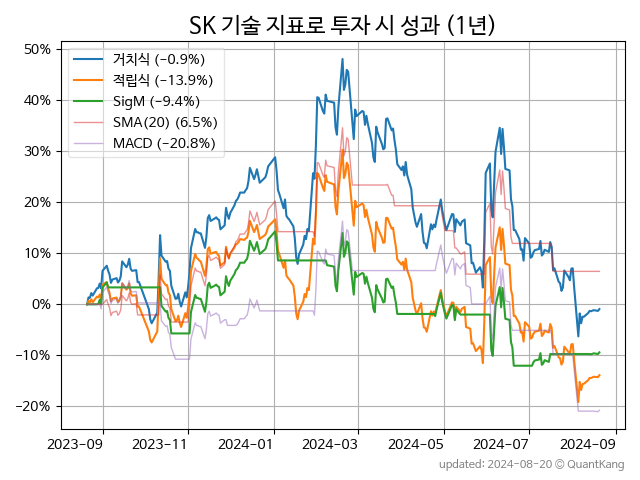 SK 기술 지표로 투자 시 성과 (1년)
50%
40%
30%
20%
10%
0%
−10%
−20%
거치식 (−0.9%)
적립식 (−13.9%)
SigM (−9.4%)
SMA(20) (6.5%)
MACD (−20.8%)
2023−09 2023−11 2024−01 2024−03 2024−05 2024−07 2024−09
updated: 2024-08-20 © QuantKang